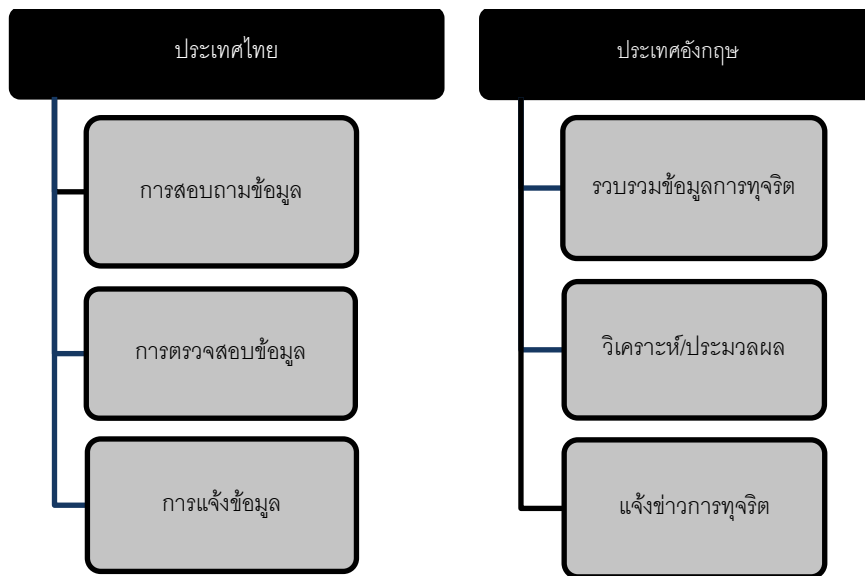 ประเทศไทย
การสอบถามข้อมูล
การตรวจสอบข้อมูล
การแจ้งข้อมูล
ประเทศอังกฤษ
รวบรวมข้อมูลการทุจริต
วิเคราะห์/ประมวลผล
แจ้งข่าวการทุจริต